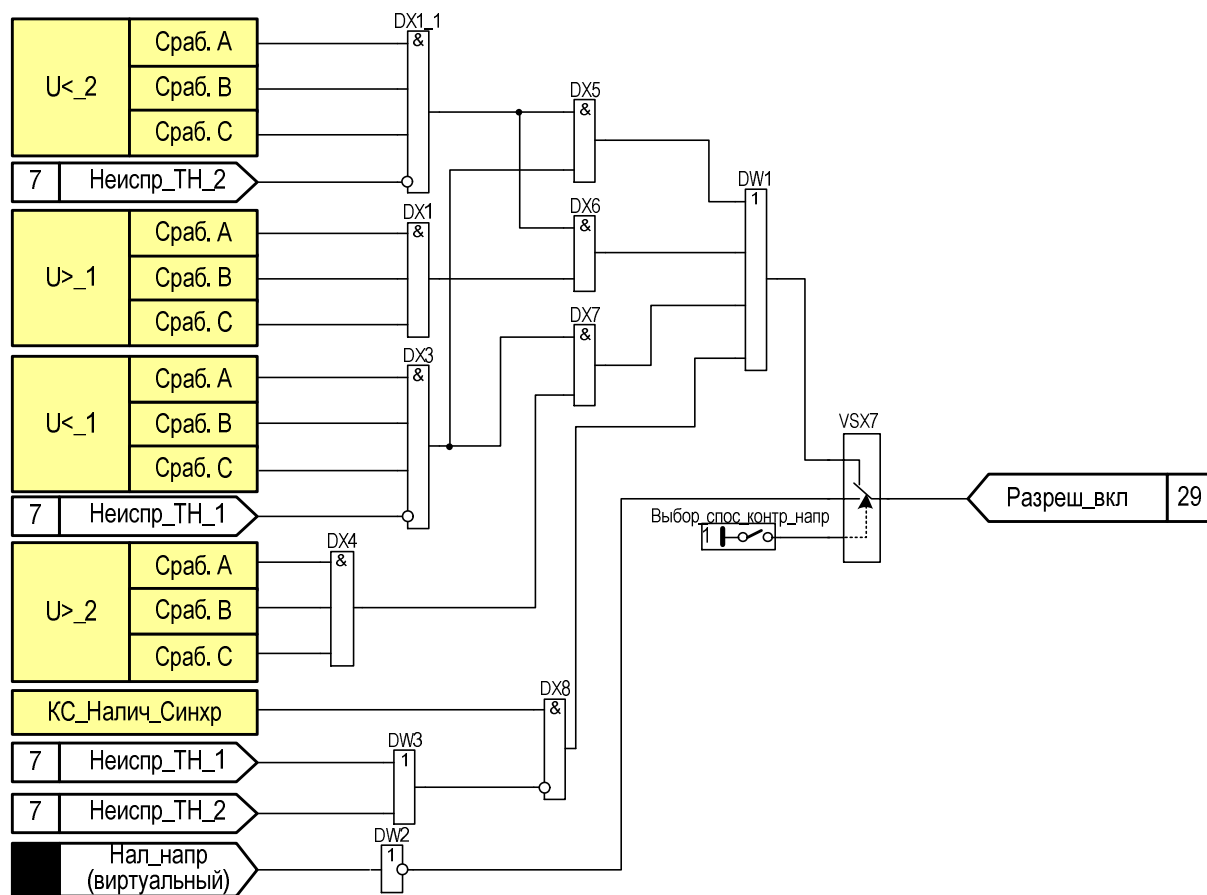 DX1_1
U<_2
Сраб. A
Сраб. B
Сраб. C
&
7
Неиспр_ТН_2
DX5
&
DW1
1
DX1
&
DX6
&
U>_1
Сраб. A
Сраб. B
Сраб. C
DX7
&
DX3
&
U<_1
Сраб. A
Сраб. B
Сраб. C
VSX7
7
Неиспр_ТН_1
Выбор_спос_контр_напр
1
Разреш_вкл
29
DX4
&
U>_2
Сраб. A
Сраб. B
Сраб. C
DX8
&
КС_Налич_Синхр
DW3
1
7
Неиспр_ТН_1
7
Неиспр_ТН_2
DW2
1
Нал_напр
(виртуальный)